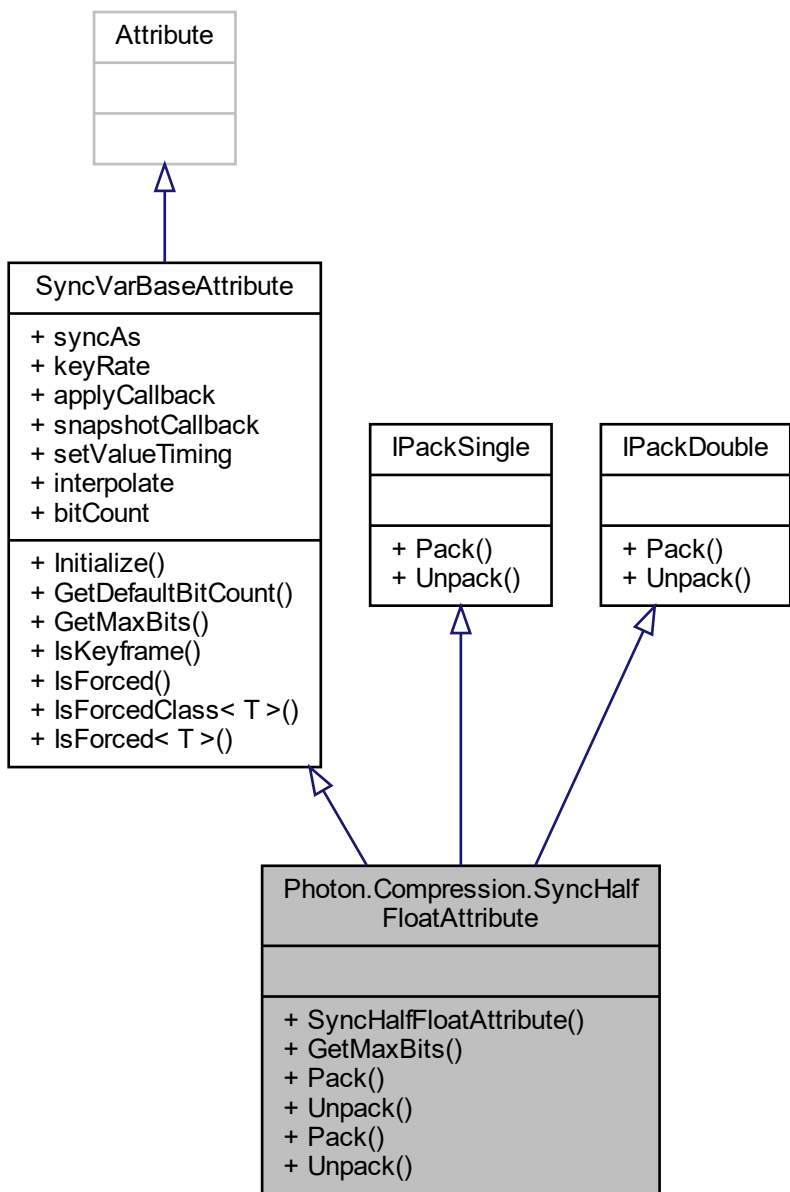 Attribute
SyncVarBaseAttribute
+ syncAs
+ keyRate
+ applyCallback
+ snapshotCallback
+ setValueTiming
+ interpolate
+ bitCount
+ Initialize()
+ GetDefaultBitCount()
+ GetMaxBits()
+ IsKeyframe()
+ IsForced()
+ IsForcedClass< T >()
+ IsForced< T >()
IPackSingle
+ Pack()
+ Unpack()
IPackDouble
+ Pack()
+ Unpack()
Photon.Compression.SyncHalf
FloatAttribute
+ SyncHalfFloatAttribute()
+ GetMaxBits()
+ Pack()
+ Unpack()
+ Pack()
+ Unpack()